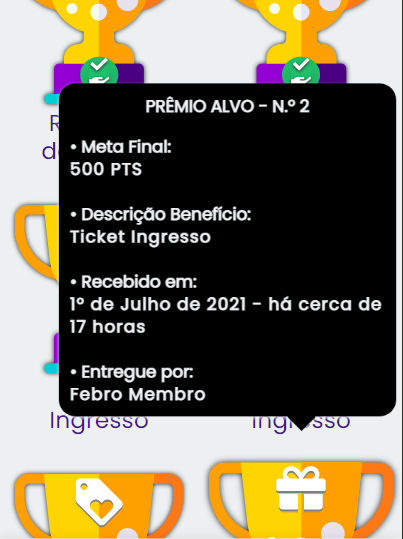 PRÊMIO ALVO - N.º 2
• Meta Final:
500 PTS
• Descrição Benefício:
Ticket Ingresso
• Recebido em:
1º de Julho de 2021 - há cerca de
17 horas
• Entregue por:
Febro Membro
Ingresso
Ingresso